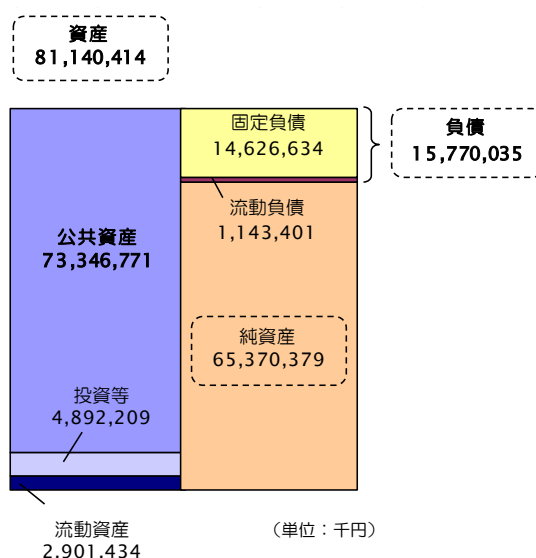 資産
81,140,414
固定負債
14,626,634
負債
15,770,035
流動負債
1,143,401
公共資産
73,346,771
純資産
65,370,379
投資等
4,892,209
流動資産
2,901,434
（単位：千円）